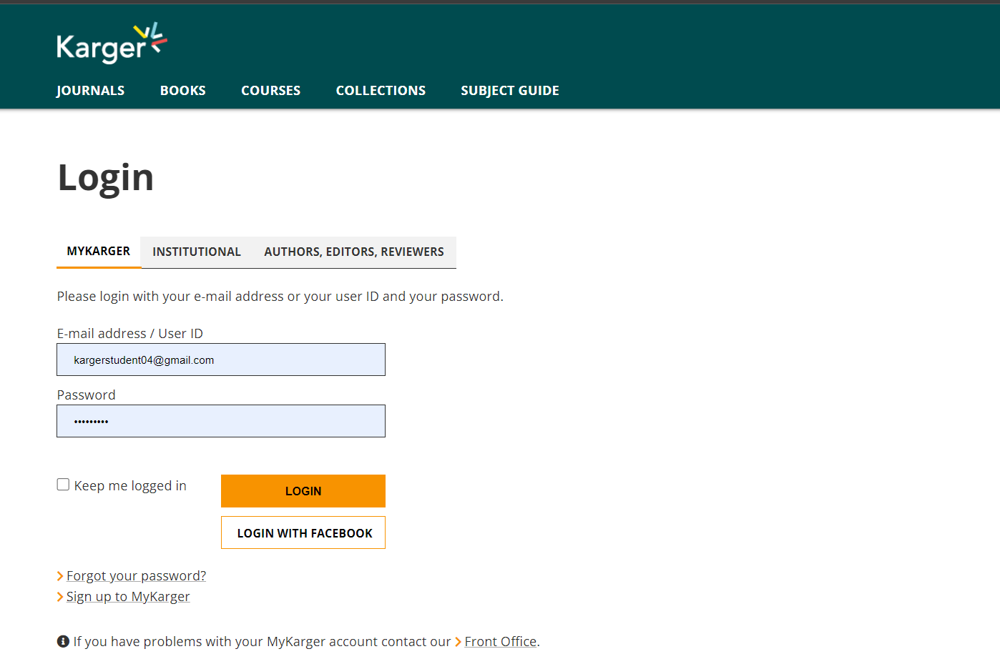 Karger
JOURNALS BOOKS COURSES COLLECTIONS SUBJECT GUIDE
Login
MYKARGER INSTITUTIONAL AUTHORS, EDITORS, REVIEWERS
Please login with your e-mail address or your user ID and your password.
E-mail address / User ID
kargerstudent04@gmail.com
Password
•••••••••
Keep me logged in
LOGIN
LOGIN WITH FACEBOOK
Forgot your password?
Sign up to MyKarger
If you have problems with your MyKarger account contact our Front Office.